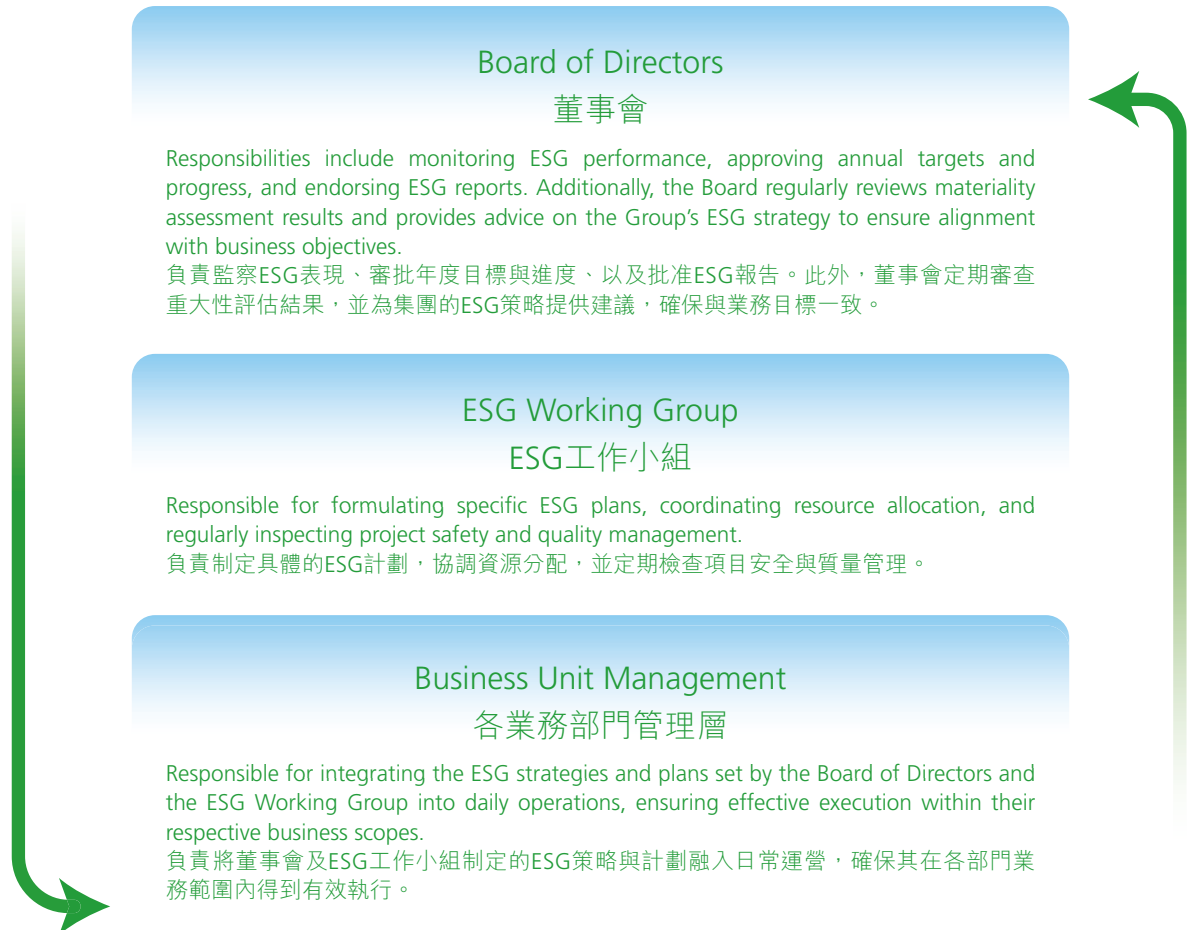 Board of Directors
董事會
Responsibilities include monitoring ESG performance, approving annual targets and
progress, and endorsing ESG reports. Additionally, the Board regularly reviews materiality
assessment results and provides advice on the Group’s ESG strategy to ensure alignment
with business objectives.
負責監察ESG表現、審批年度目標與進度、以及批准ESG報告。此外，董事會定期審查
重大性評估結果，並為集團的ESG策略提供建議，確保與業務目標一致。
ESG Working Group
ESG工作小組
Responsible for formulating specific ESG plans, coordinating resource allocation, and
regularly inspecting project safety and quality management.
負責制定具體的ESG計劃，協調資源分配，並定期檢查項目安全與質量管理。
Business Unit Management
各業務部門管理層
Responsible for integrating the ESG strategies and plans set by the Board of Directors and
the ESG Working Group into daily operations, ensuring effective execution within their
respective business scopes.
負責將董事會及ESG工作小組制定的ESG策略與計劃融入日常運營，確保其在各部門業
務範圍內得到有效執行。